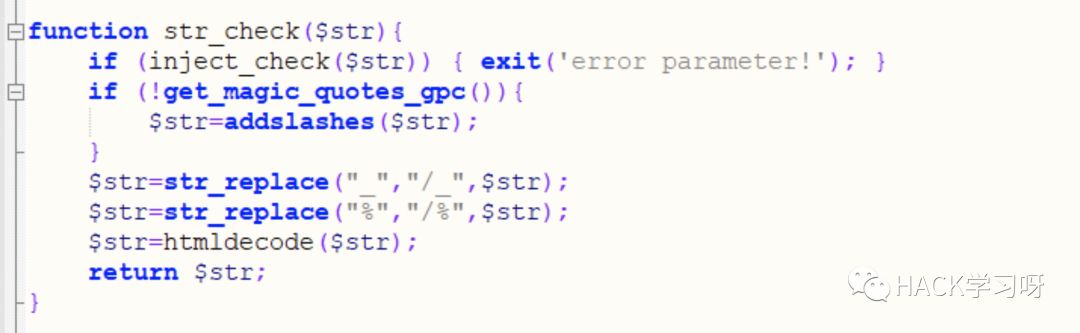 function str_check($str){
    if (inject_check($str)) { exit('error parameter!'); }
    if (!get_magic_quotes_gpc()){
        $str=addslashes($str);
    }
    $str=str_replace("_","/_",$str);
    $str=str_replace("%","/%",$str);
    $str=htmldecode($str);
    return $str;
}
HACK学习呀